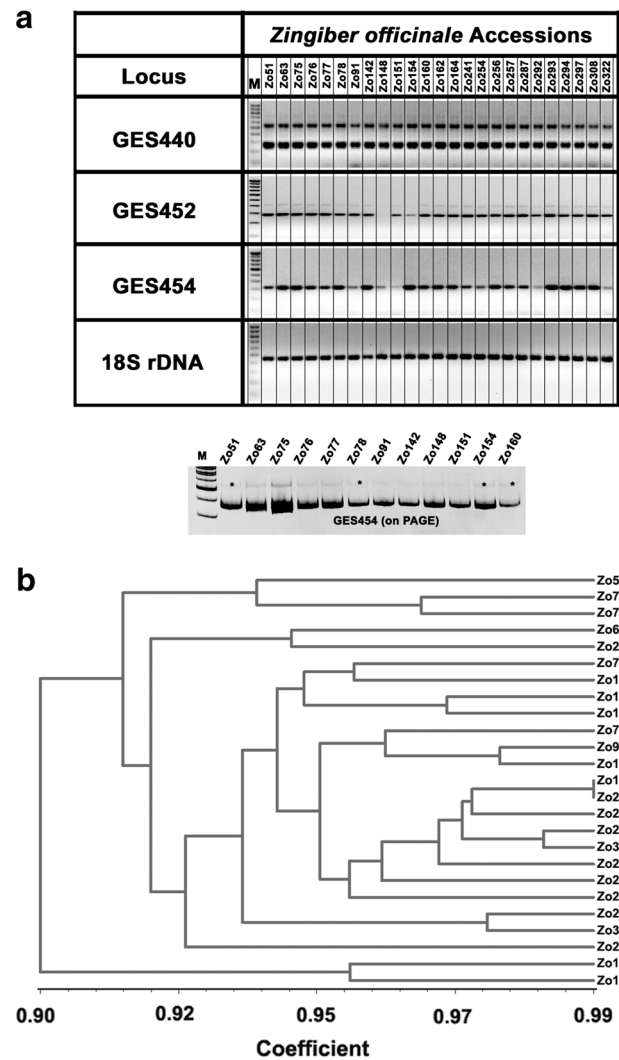 a
Zingiber officinale Accessions
Locus
M Zo51 Zo63 Zo75 Zo76 Zo77 Zo78 Zo91 Zo142 Zo148 Zo151 Zo154 Zo160 Zo162 Zo164 Zo241 Zo254 Zo256 Zo257 Zo287 Zo292 Zo293 Zo294 Zo297 Zo308 Zo322
GES440
GES452
GES454
18S rDNA
M Zo51 Zo63 Zo75 Zo76 Zo77 Zo78 Zo91 Zo142 Zo148 Zo151 Zo154 Zo160
* * * *
GES454 (on PAGE)
b
Zo5
Zo7
Zo7
Zo6
Zo2
Zo7
Zo1
Zo1
Zo1
Zo7
Zo9
Zo1
Zo1
Zo2
Zo2
Zo2
Zo3
Zo2
Zo2
Zo2
Zo2
Zo3
Zo2
Zo1
Zo1
0.90 0.92 0.95 0.97 0.99
Coefficient